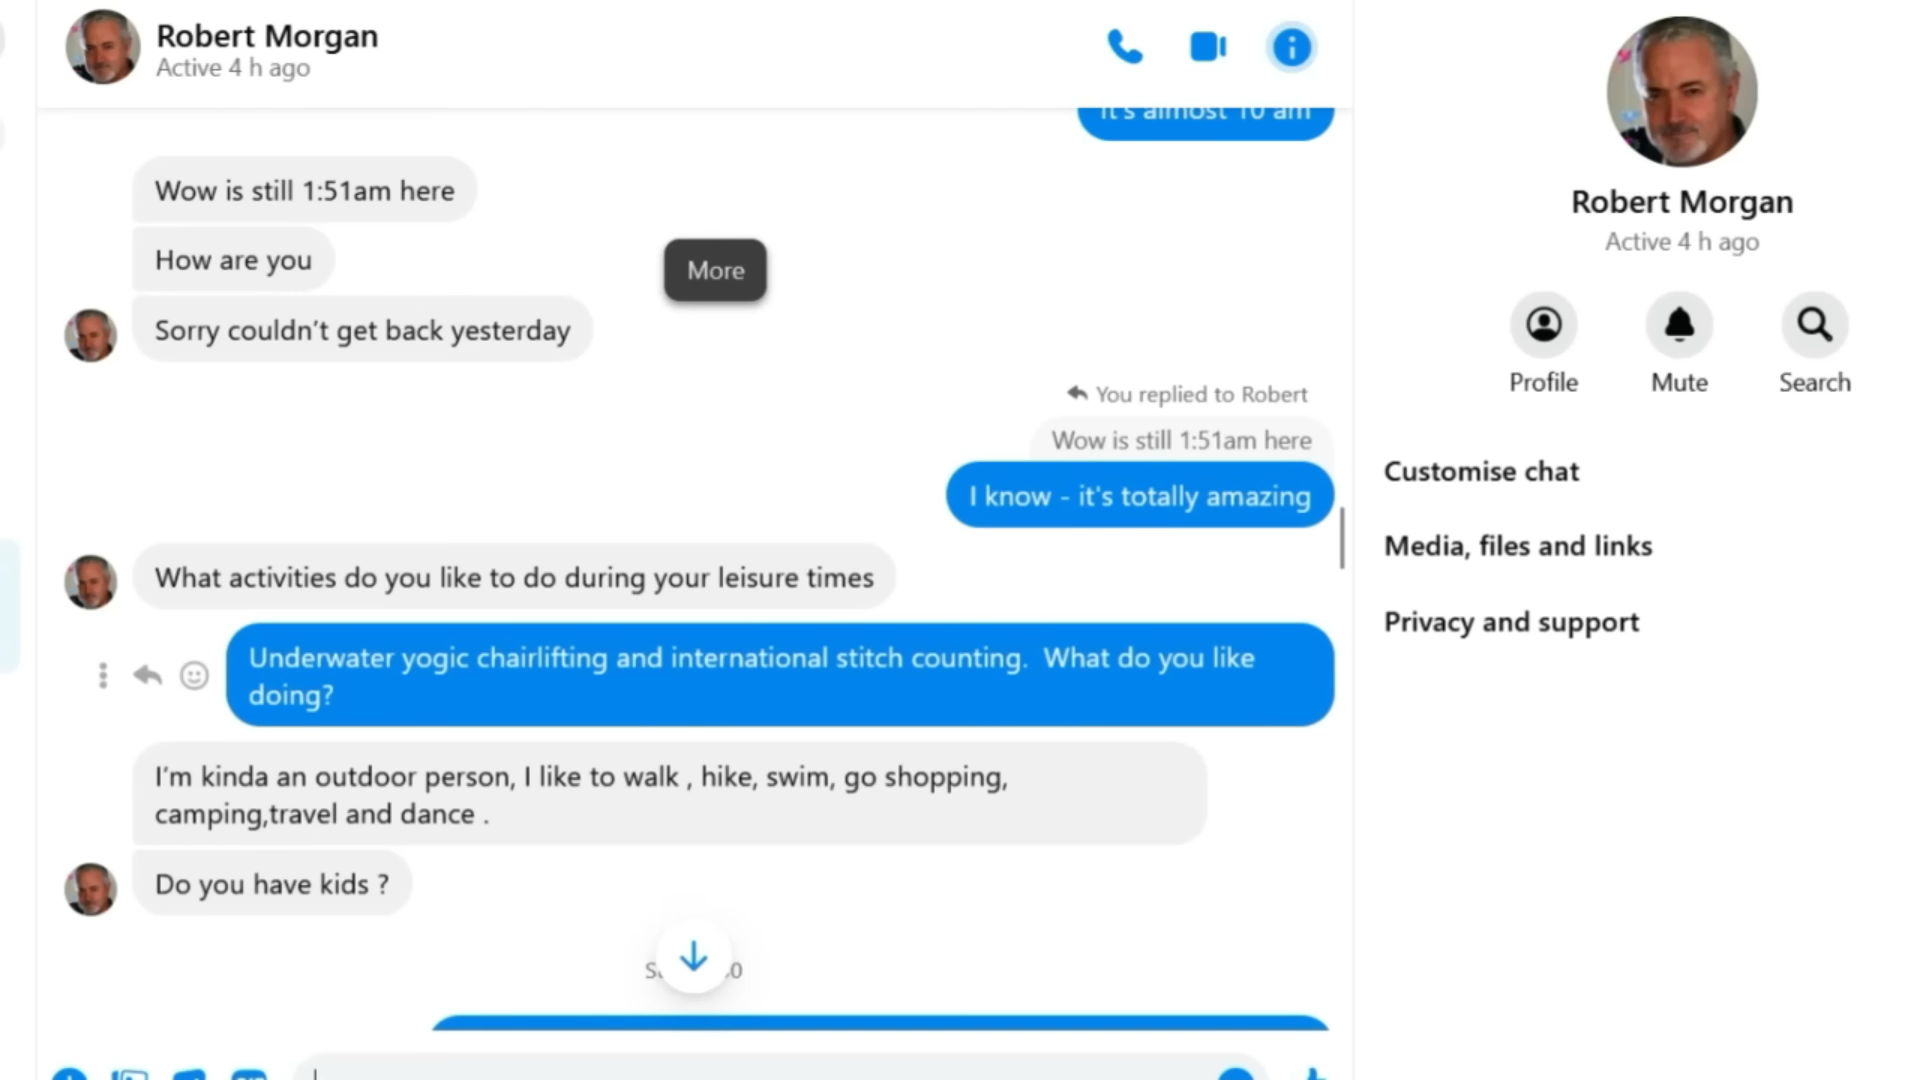 Robert Morgan
Active 4 h ago
It's almost 10 am
Wow is still 1:51am here
How are you
More
Sorry couldn't get back yesterday
You replied to Robert
Wow is still 1:51am here
I know - it's totally amazing
What activities do you like to do during your leisure times
Underwater yogic chairlifting and international stitch counting.  What do you like
doing?
I'm kinda an outdoor person, I like to walk , hike, swim, go shopping,
camping,travel and dance .
Do you have kids ?
Robert Morgan
Active 4 h ago
Profile
Mute
Search
Customise chat
Media, files and links
Privacy and support